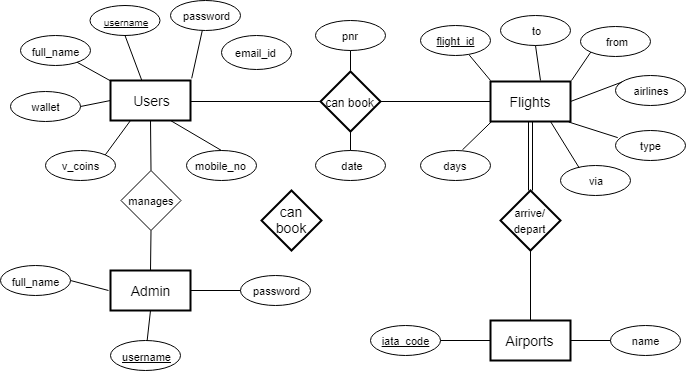 username
password
full_name
email_id
pnr
flight_id
to
from
wallet
Users
can book
Flights
airlines
v_coins
mobile_no
date
days
type
via
manages
can
book
arrive/
depart
full_name
Admin
password
username
iata_code
Airports
name